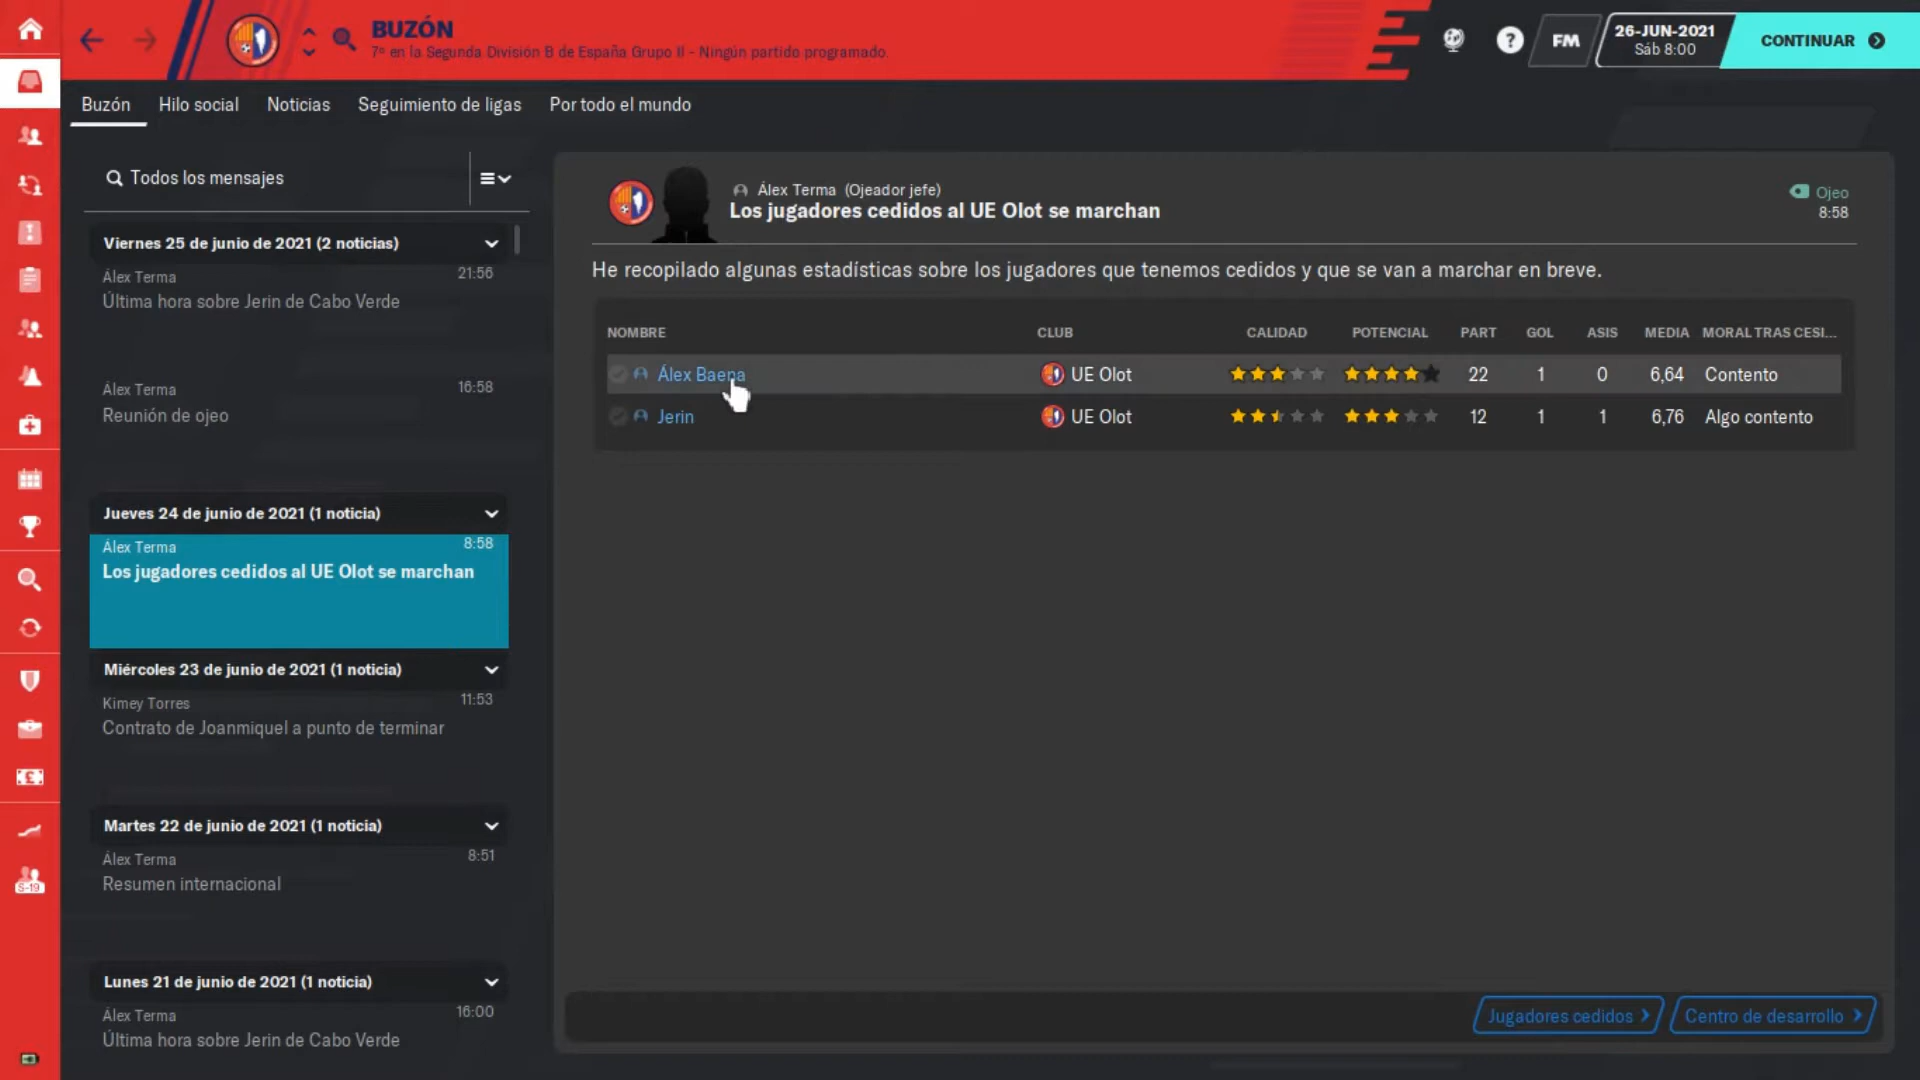 BUZÓN
7º en la Segunda División B de España Grupo II - Ningún partido programado.
?
FM
26-JUN-2021
Sáb 8:00
CONTINUAR
Buzón Hilo social Noticias Seguimiento de ligas Por todo el mundo
Todos los mensajes
Viernes 25 de junio de 2021 (2 noticias)
Álex Terma 21:56
Última hora sobre Jerin de Cabo Verde
Álex Terma 16:58
Reunión de ojeo
Jueves 24 de junio de 2021 (1 noticia)
Álex Terma 8:58
Los jugadores cedidos al UE Olot se marchan
Miércoles 23 de junio de 2021 (1 noticia)
Kimey Torres 11:53
Contrato de Joanmiquel a punto de terminar
Martes 22 de junio de 2021 (1 noticia)
Álex Terma 8:51
Resumen internacional
Lunes 21 de junio de 2021 (1 noticia)
Álex Terma 16:00
Última hora sobre Jerin de Cabo Verde
S-19
Álex Terma (Ojeador jefe)
Los jugadores cedidos al UE Olot se marchan
Ojeo
8:58
He recopilado algunas estadísticas sobre los jugadores que tenemos cedidos y que se van a marchar en breve.
NOMBRE CLUB CALIDAD POTENCIAL PART GOL ASIS MEDIA MORAL TRAS CESI...
Álex Baena UE Olot 22 1 0 6,64 Contento
Jerin UE Olot 12 1 1 6,76 Algo contento
Jugadores cedidos
Centro de desarrollo